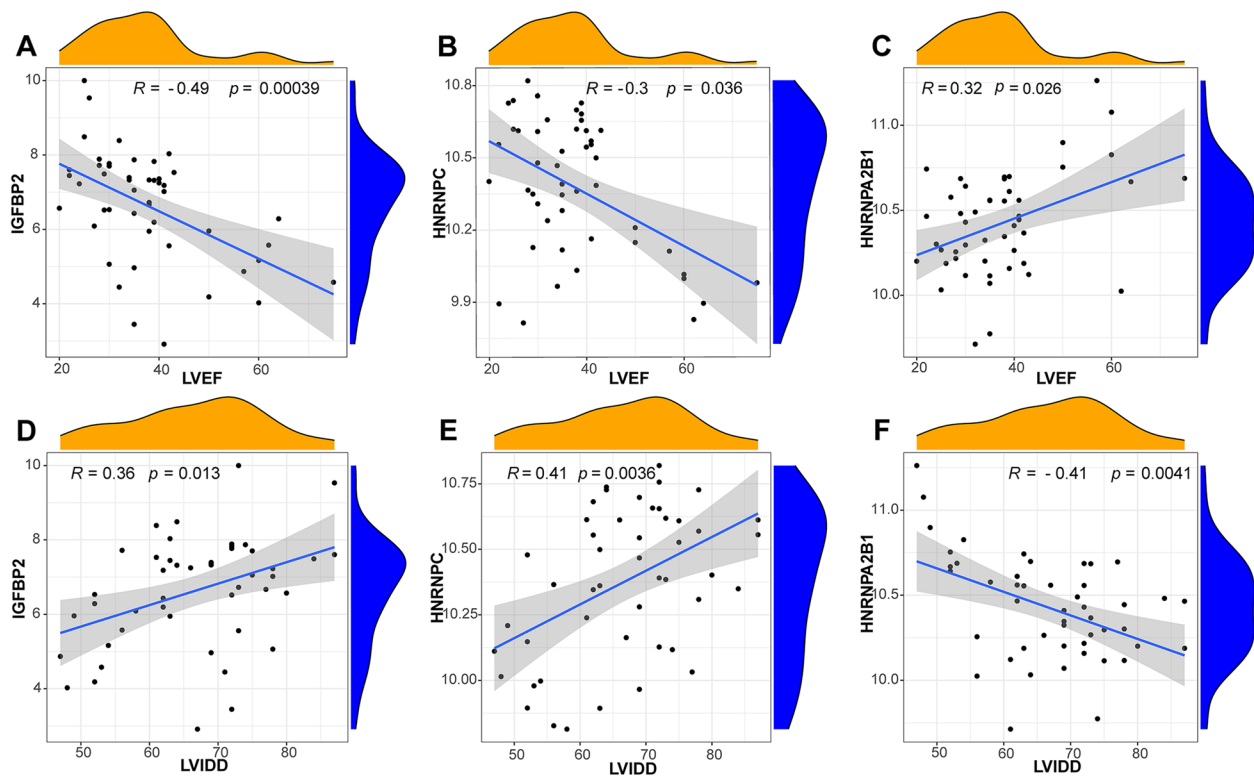 A
R = -0.49 p = 0.00039
IGFBP2
10
8
6
4
20 40 60
LVEF
B
R = -0.3 p = 0.036
HNRNPC
10.8
10.5
10.2
9.9
20 40 60
LVEF
C
R = 0.32 p = 0.026
HNRNPA2B1
11.0
10.5
10.0
20 40 60
LVEF
D
R = 0.36 p = 0.013
IGFBP2
10
8
6
4
50 60 70 80
LVIDD
E
R = 0.41 p = 0.0036
HNRNPC
10.75
10.50
10.25
10.00
50 60 70 80
LVIDD
F
R = - 0.41 p = 0.0041
HNRNPA2B1
11.0
10.5
10.0
50 60 70 80
LVIDD